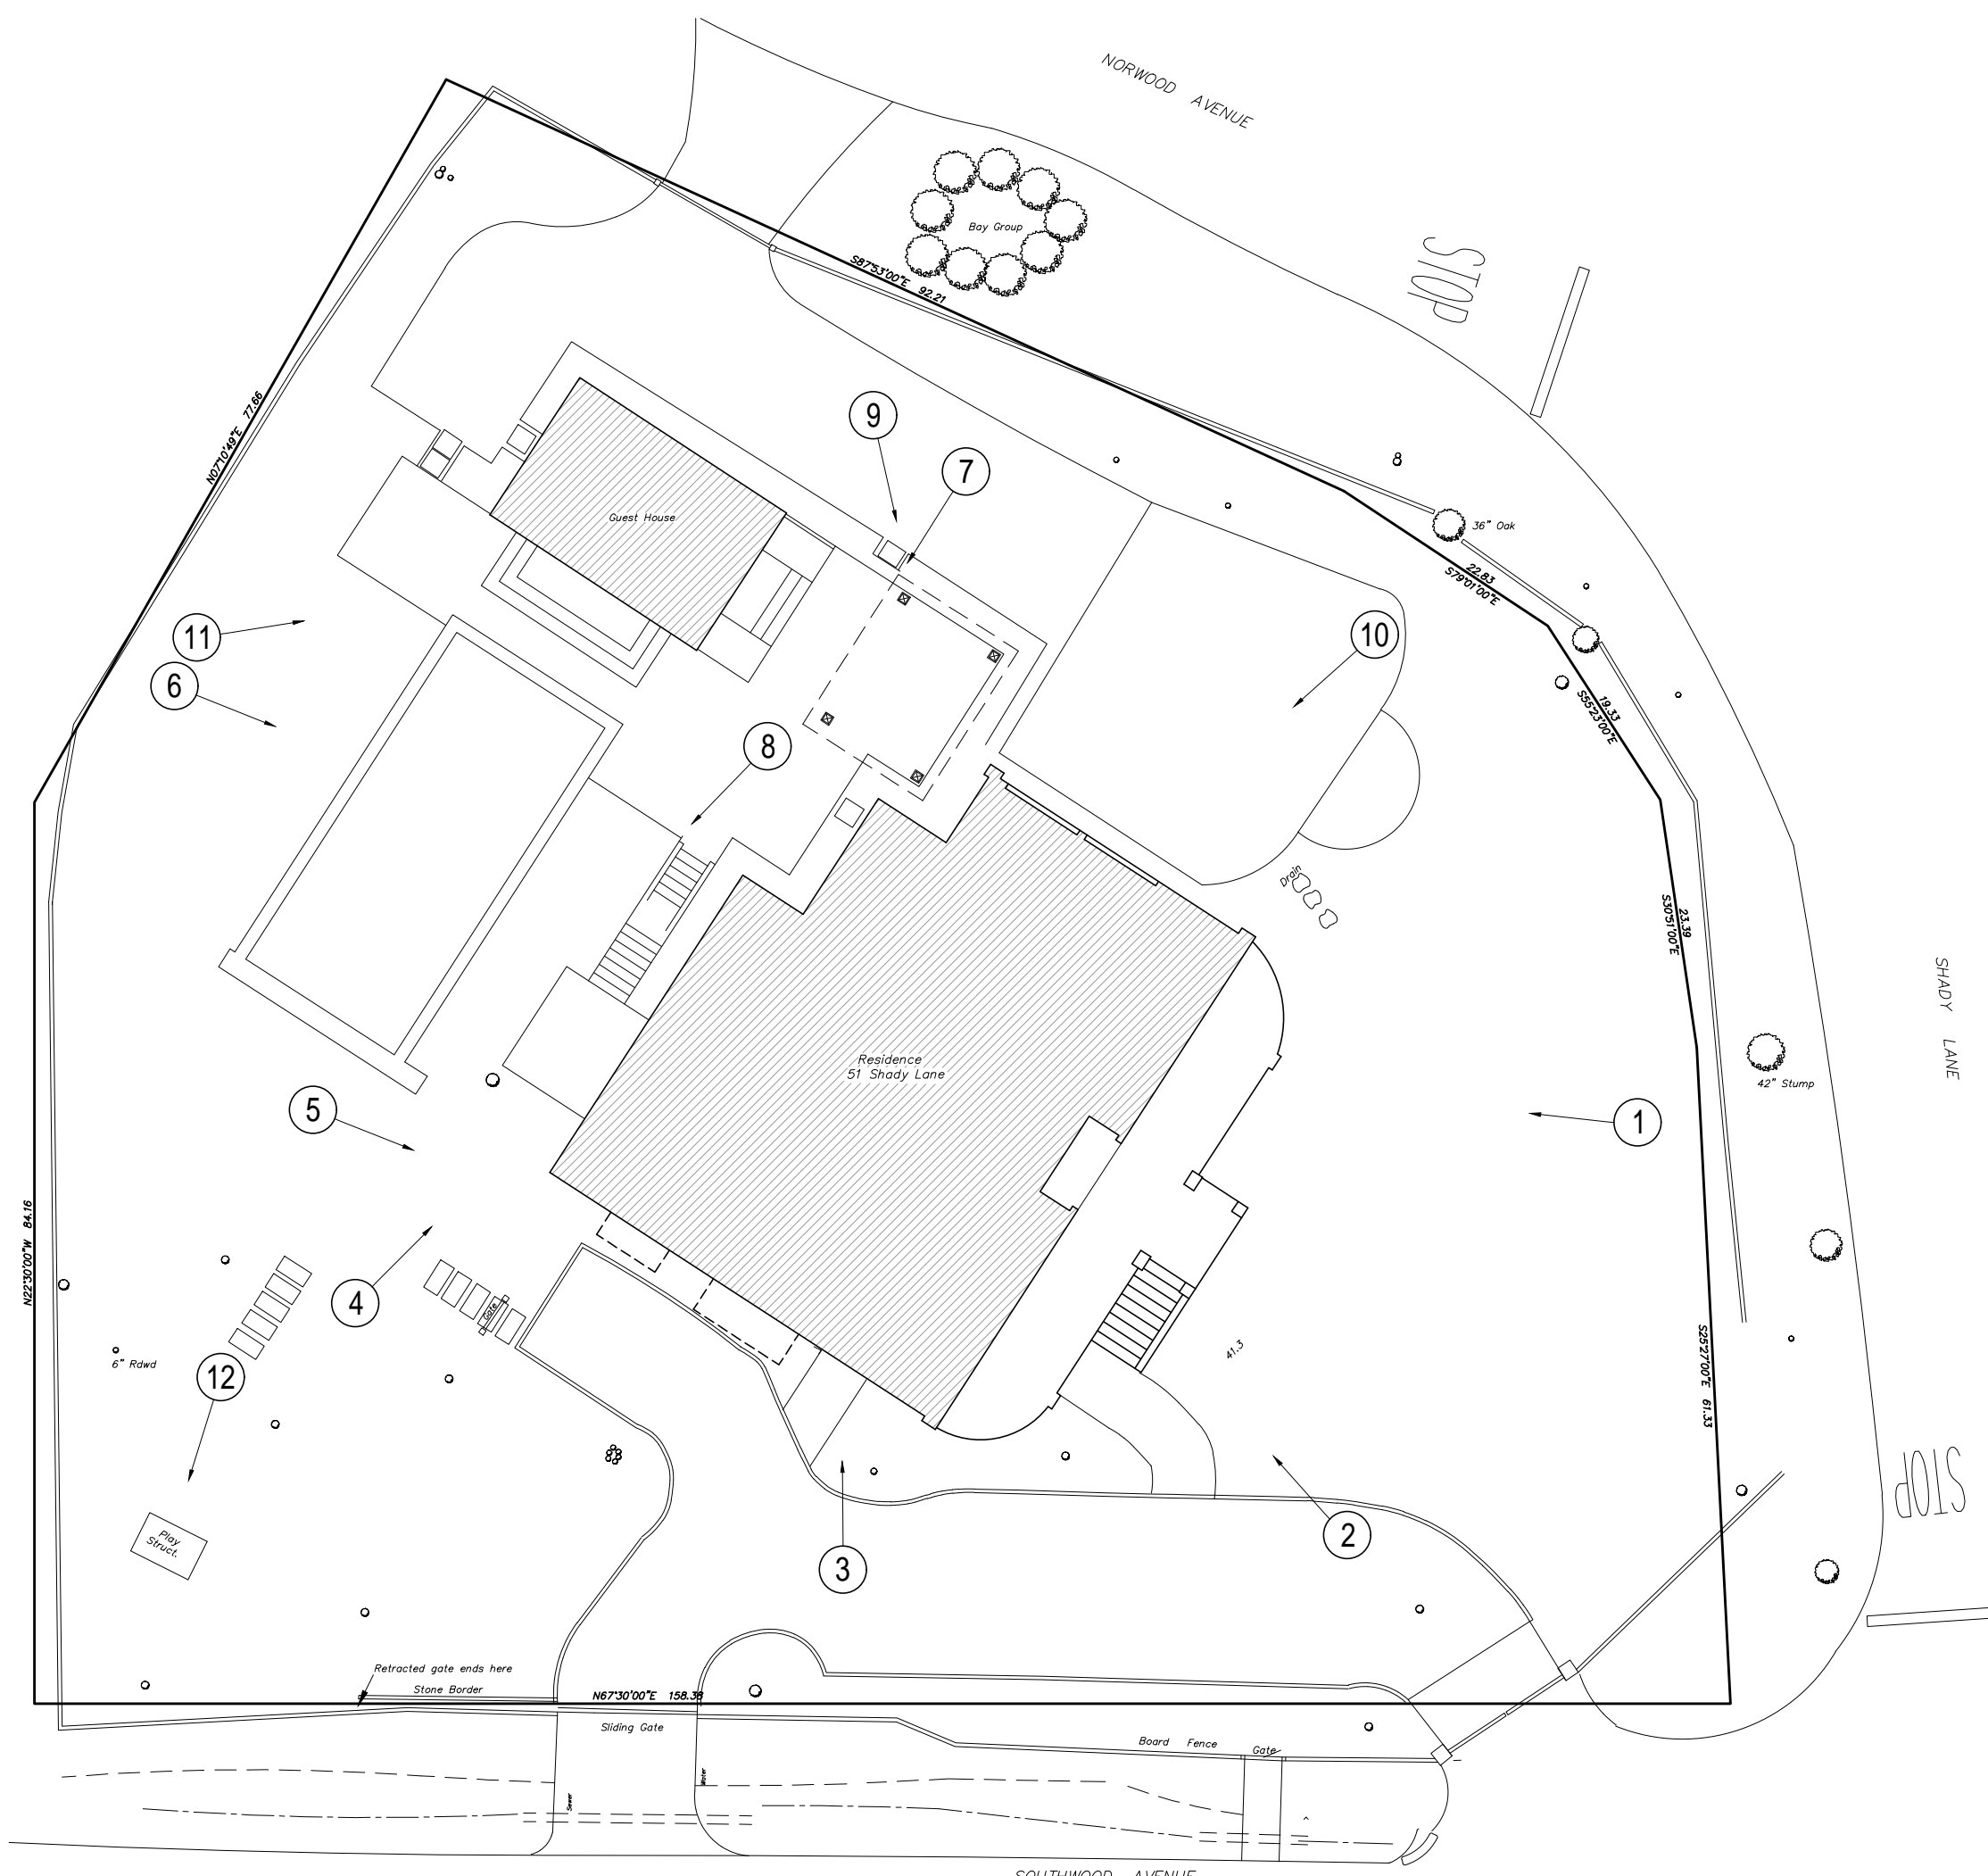 NORWOOD AVENUE
STOP
Bay Group
S87°53'00"E 92.21
N07°10'49"E 77.66
9
7
36" Oak
Guest House
22.83
S79°01'00"E
11
10
6
19.33
S55°23'00"E
8
Drain
23.39
S30°51'00"E
SHADY LANE
Residence
51 Shady Lane
42" Stump
5
1
N22°30'00"W 84.16
4
Gate
6" Rdwd
12
41.3
S25°27'00"E 61.33
STOP
Play
Struct.
3
2
Retracted gate ends here
Stone Border
N67°30'00"E 158.38
Sliding Gate
Board Fence
Gate
Water
Sewer
SOUTHWOOD AVENUE